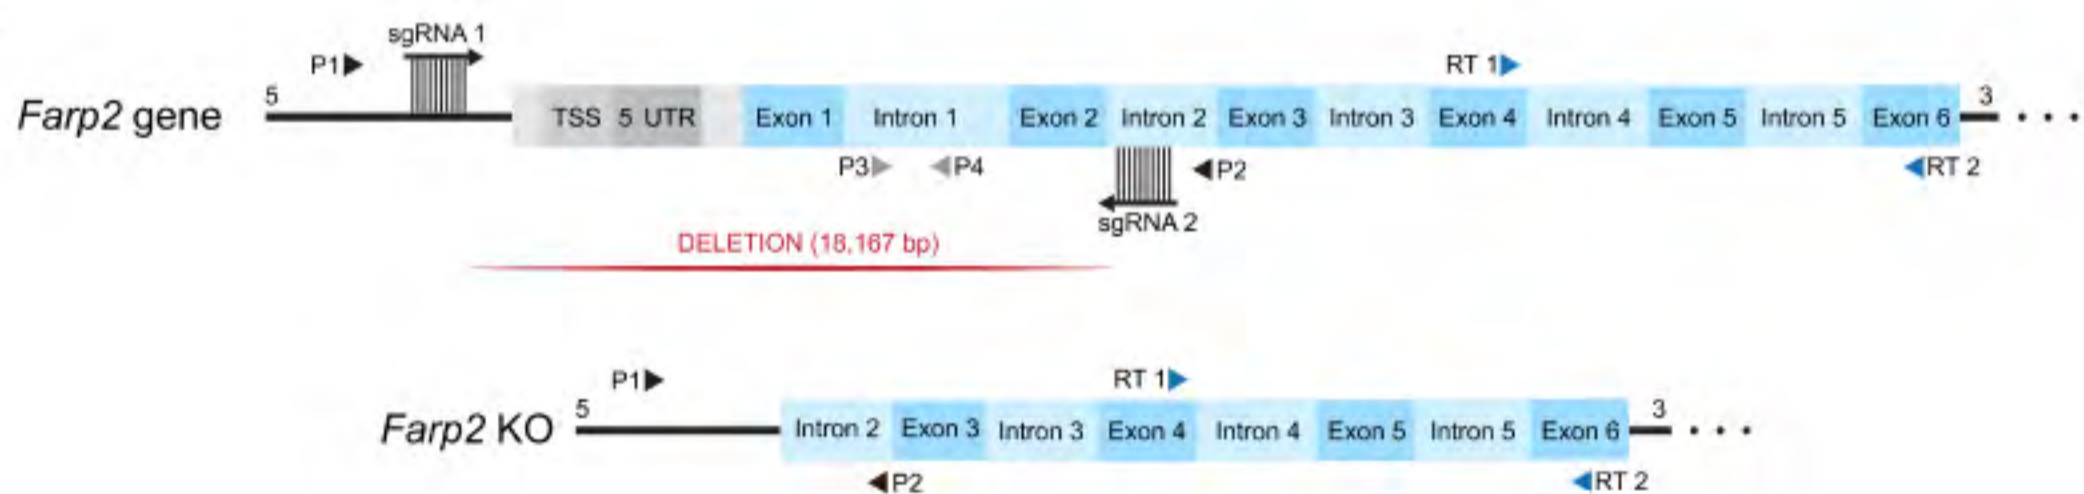 sgRNA 1
P1
RT 1
5
3
Farp2 gene
TSS 5 UTR Exon 1 Intron 1 Exon 2 Intron 2 Exon 3 Intron 3 Exon 4 Intron 4 Exon 5 Intron 5 Exon 6
. . .
P3 P4 P2 RT 2
sgRNA 2
DELETION (18,167 bp)
P1 RT 1
5 3
Farp2 KO
Intron 2 Exon 3 Intron 3 Exon 4 Intron 4 Exon 5 Intron 5 Exon 6
. . .
P2 RT 2